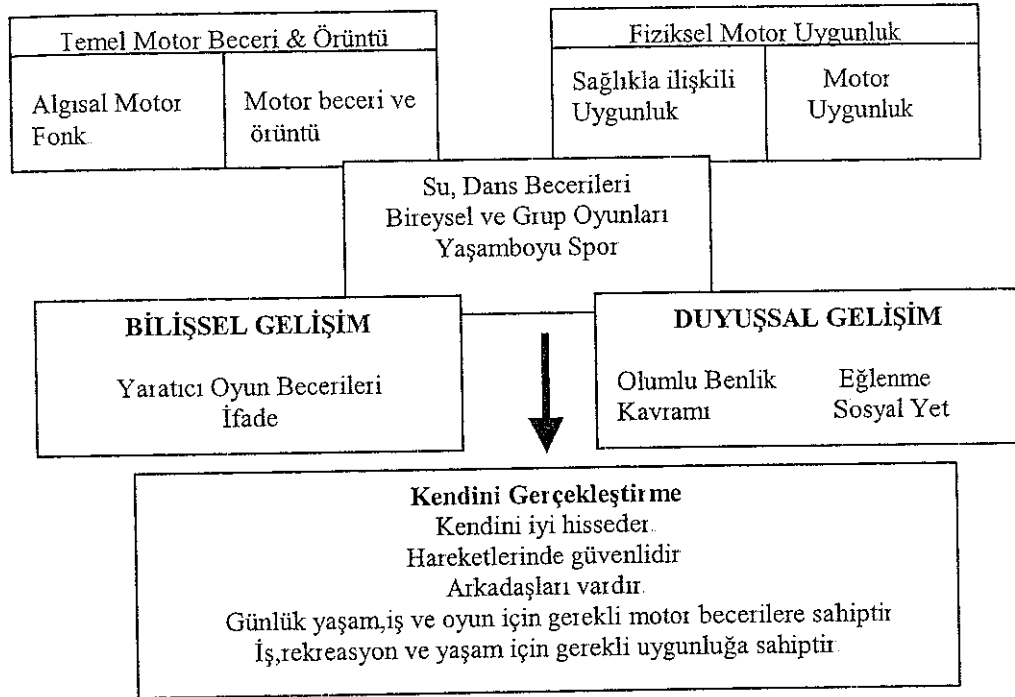 Temel Motor Beceri & Örüntü
Algısal Motor
Fonk.
Motor beceri ve
örüntü
Fiziksel Motor Uygunluk
Sağlıkla ilişkili
Uygunluk
Motor
Uygunluk
Su, Dans Becerileri
Bireysel ve Grup Oyunları
Yaşamboyu Spor
BİLİŞSEL GELİŞİM
Yaratıcı Oyun Becerileri
İfade
DUYUŞSAL GELİŞİM
Olumlu Benlik
Kavramı
Eğlenme
Sosyal Yet
Kendini Gerçekleştirme
Kendini iyi hisseder.
Hareketlerinde güvenlidir
Arkadaşları vardır.
Günlük yaşam,iş ve oyun için gerekli motor becerilere sahiptir
İş,rekreasyon ve yaşam için gerekli uygunluğa sahiptir.